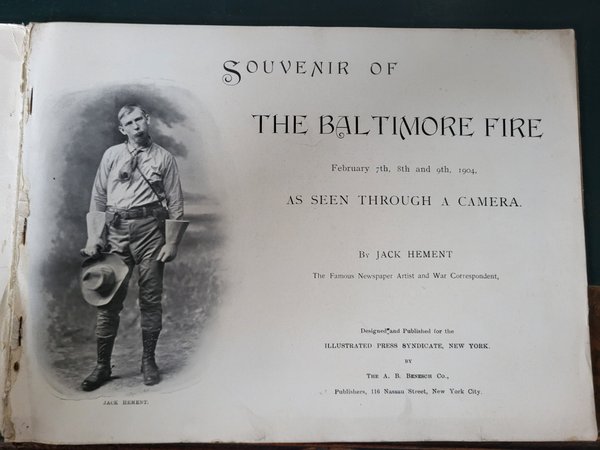 SOUVENIR OF
THE BALTIMORE FIRE
February 7th, 8th and 9th, 1904,
AS SEEN THROUGH A CAMERA.
By JACK HEMENT
The Famous Newspaper Artist and War Correspondent,
Designed and Published for the
ILLUSTRATED PRESS SYNDICATE, NEW YORK.
BY
THE A. B. BENESCH CO.,
Publishers, 116 Nassau Street, New York City.
JACK HEMENT.